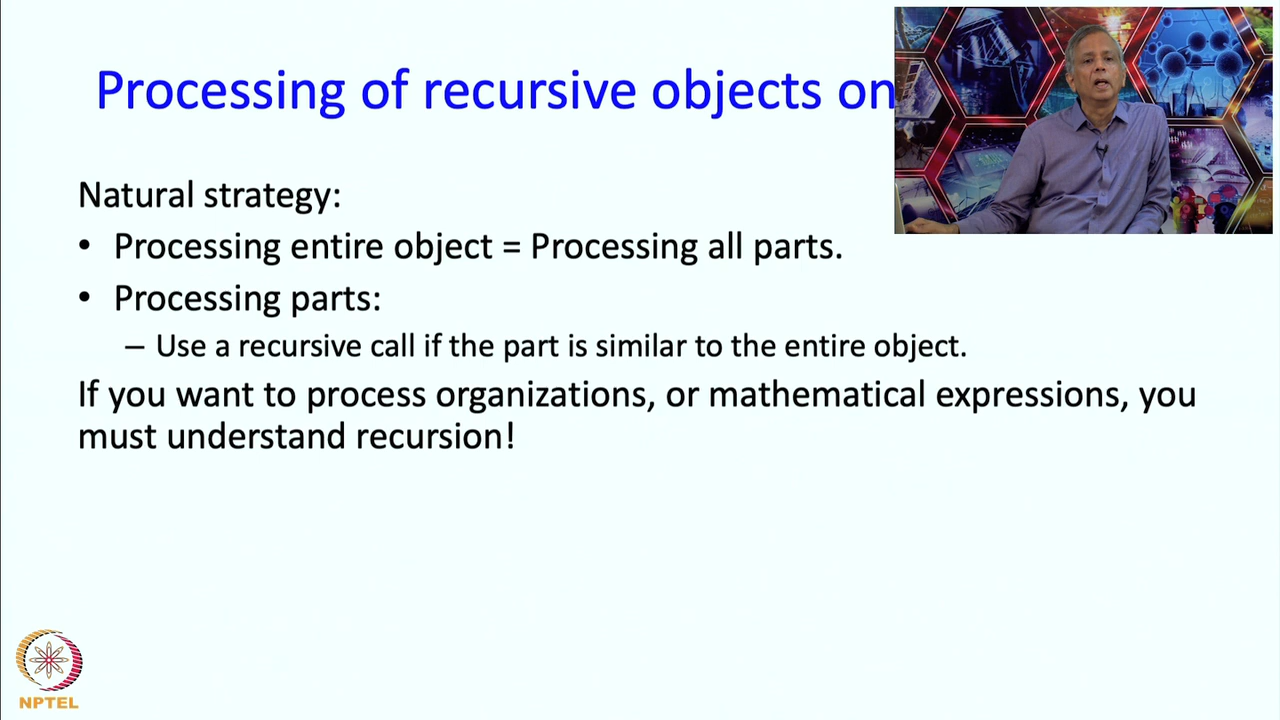 Processing of recursive objects on
Natural strategy:
• Processing entire object = Processing all parts.
• Processing parts:
– Use a recursive call if the part is similar to the entire object.
If you want to process organizations, or mathematical expressions, you
must understand recursion!
NPTEL